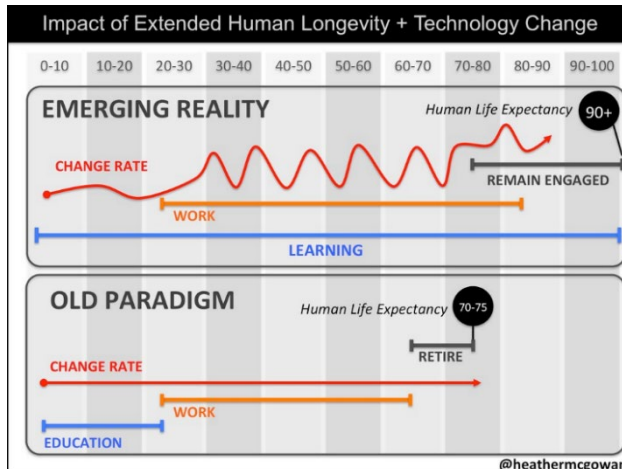 Impact of Extended Human Longevity + Technology Change
0-10 10-20 20-30 30-40 40-50 50-60 60-70 70-80 80-90 90-100
EMERGING REALITY
Human Life Expectancy 90+
CHANGE RATE
REMAIN ENGAGED
WORK
LEARNING
OLD PARADIGM
Human Life Expectancy 70-75
RETIRE
CHANGE RATE
WORK
EDUCATION
@heathermcgowan